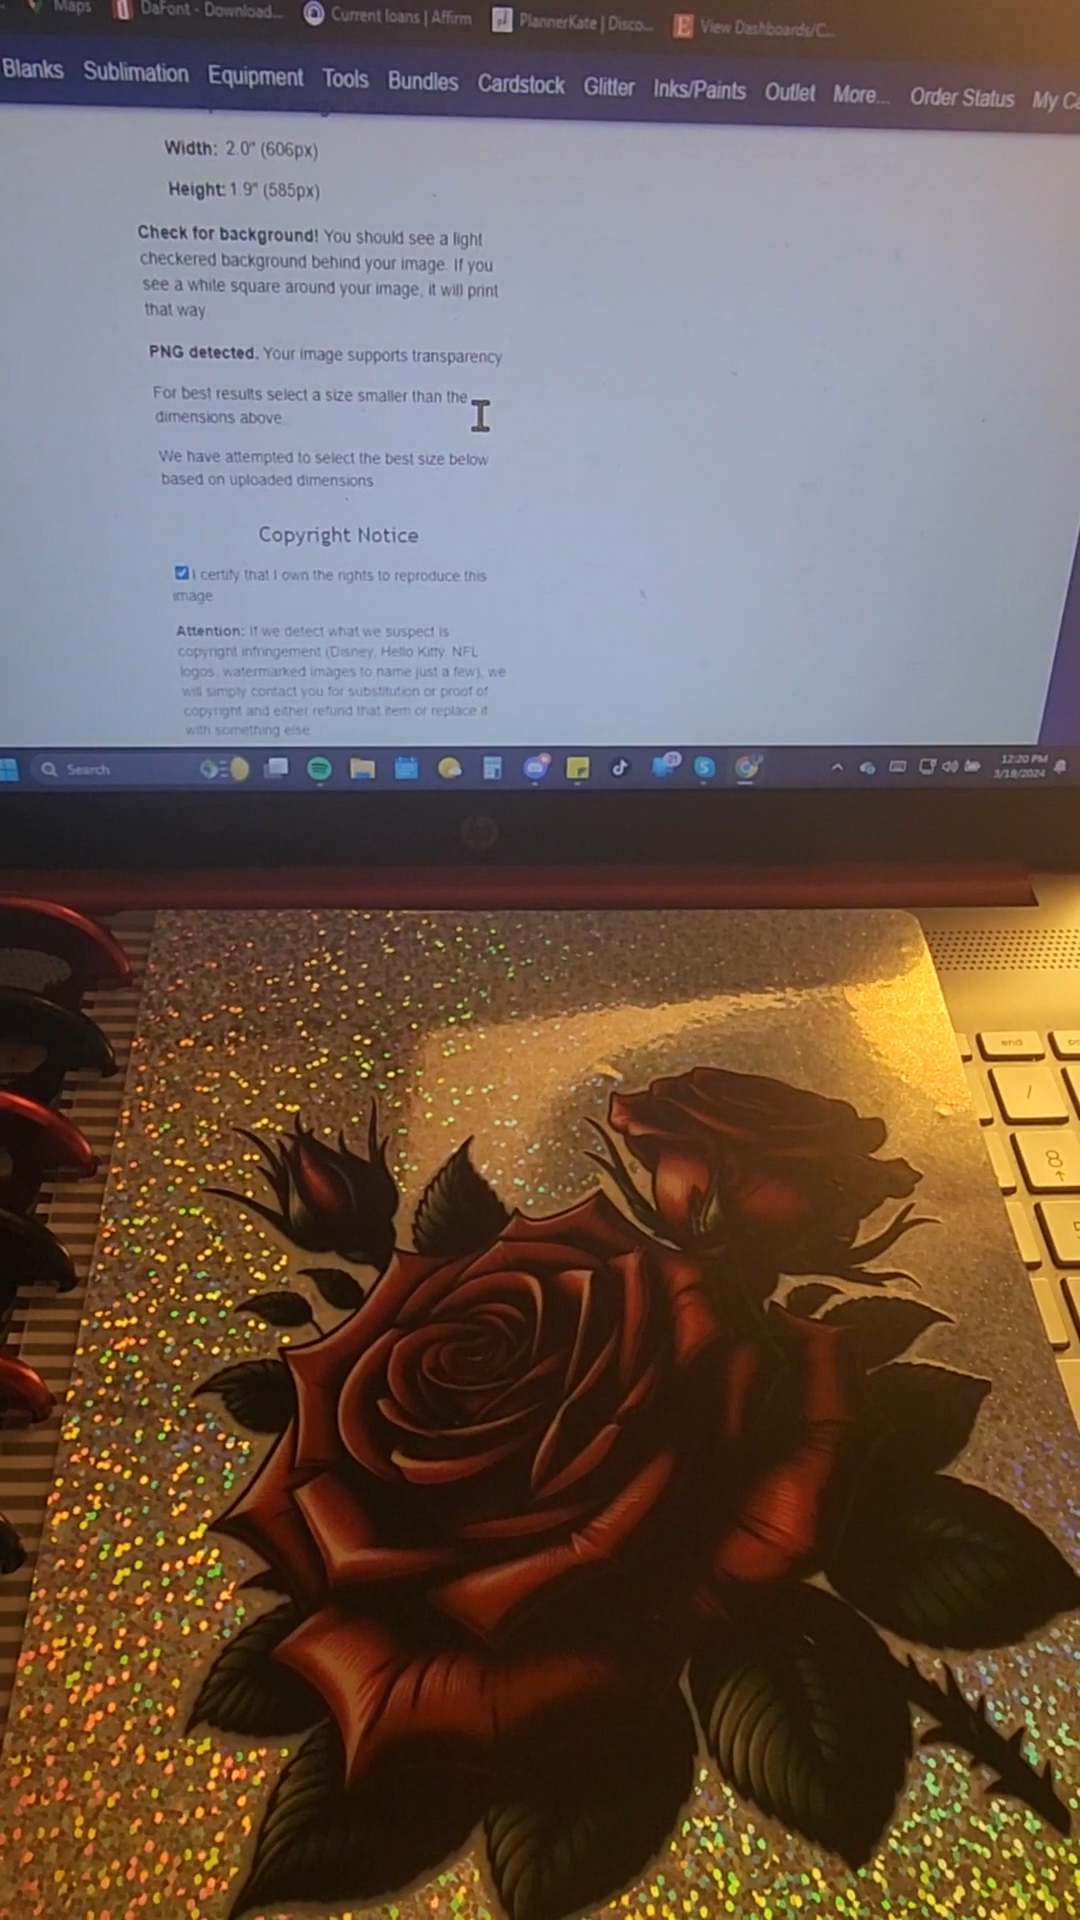 Maps DaFont - Download... Current loans | Affirm PlannerKate | Disco... View Dashboards/C...
Blanks Sublimation Equipment Tools Bundles Cardstock Glitter Inks/Paints Outlet More... Order Status My Ca
Width: 2.0" (606px)
Height: 1.9" (585px)
Check for background! You should see a light
checkered background behind your image. If you
see a white square around your image, it will print
that way
PNG detected. Your image supports transparency
For best results select a size smaller than the
dimensions above.
We have attempted to select the best size below
based on uploaded dimensions
Copyright Notice
I certify that I own the rights to reproduce this
image.
Attention: If we detect what we suspect is
copyright infringement (Disney, Hello Kitty, NFL
logos, watermarked images to name just a few), we
will simply contact you for substitution or proof of
copyright and either refund that item or replace it
with something else
Search
12:20 PM
3/18/2024
hp
end
/
8